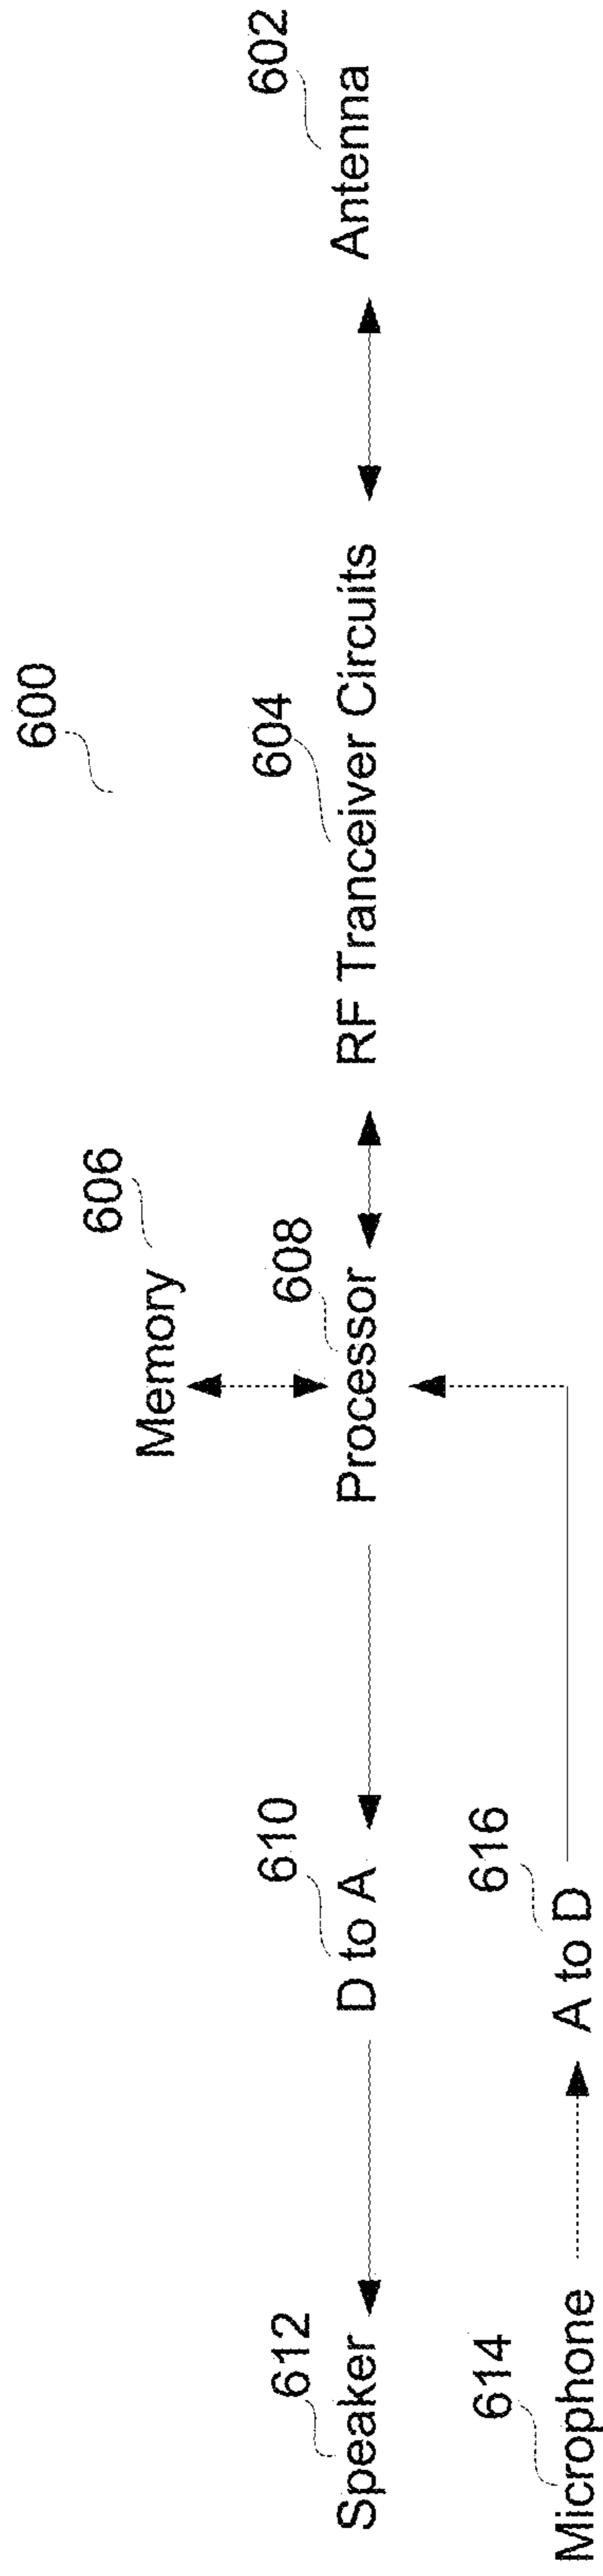 600
606
Memory
612
610
608
604
602
Speaker
D to A
Processor
RF Tranceiver Circuits
Antenna
614
616
Microphone
A to D